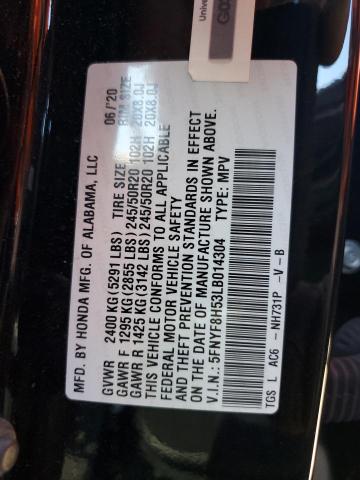 MFD. BY HONDA MFG. OF ALABAMA, LLC 06/'20
GVWR 2400 KG(5291 LBS) TIRE SIZE RIM SIZE
GAWR F 1295 KG(2855 LBS) 245/50R20 102H 20X8.0J
GAWR R 1425 KG(3142 LBS) 245/50R20 102H 20X8.0J
THIS VEHICLE CONFORMS TO ALL APPLICABLE
FEDERAL MOTOR VEHICLE SAFETY
AND THEFT PREVENTION STANDARDS IN EFFECT
ON THE DATE OF MANUFACTURE SHOWN ABOVE.
V.I.N.:5FNYF8H53LB014304 TYPE: MPV
TGS L AC6 -NH731P -V-B